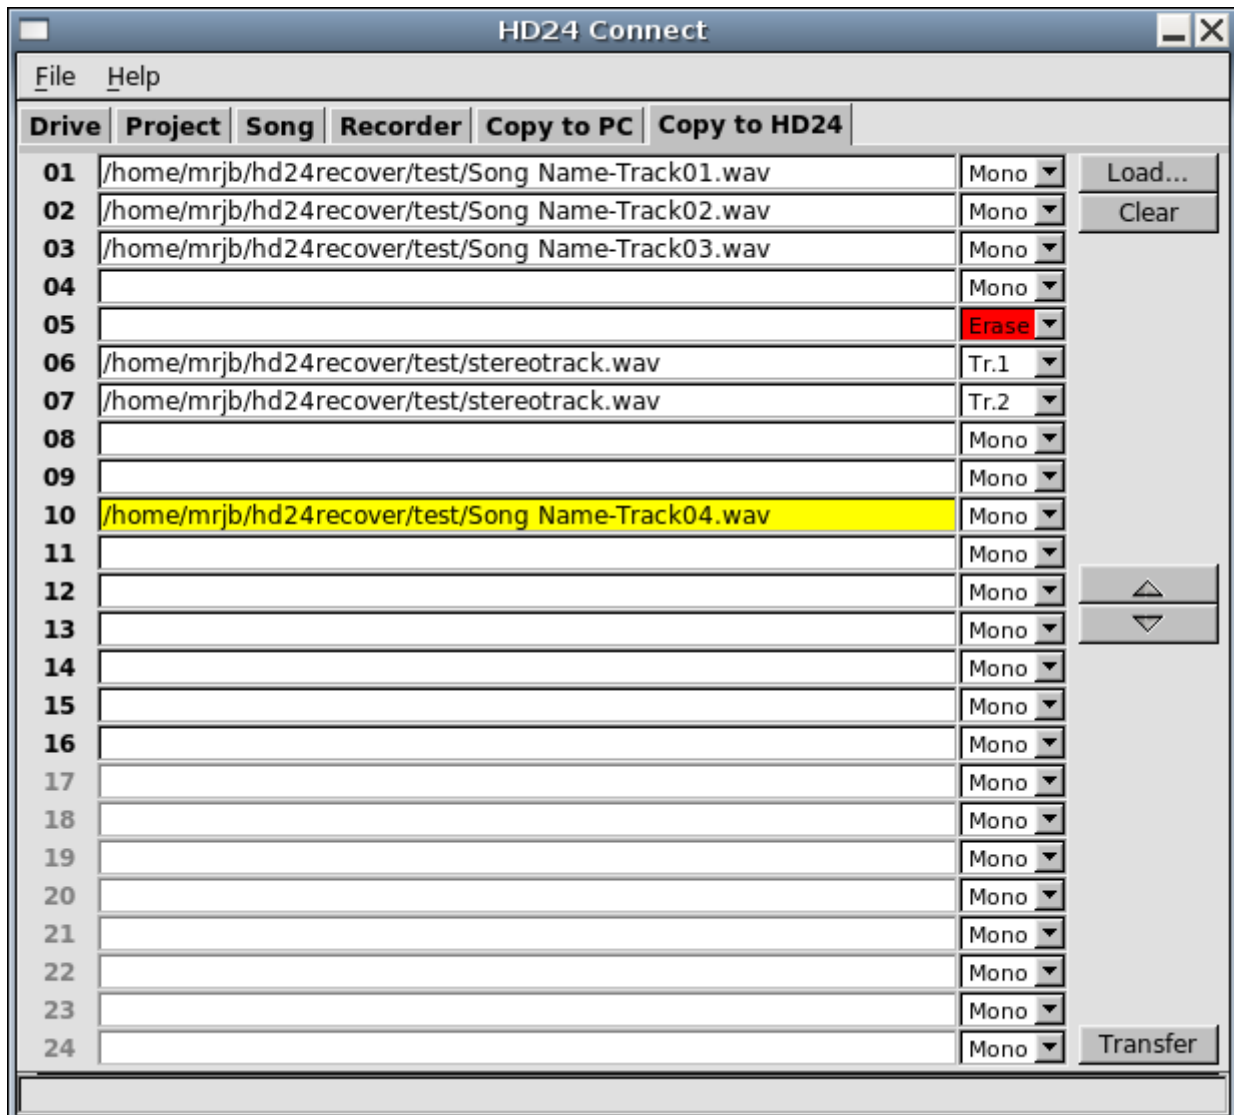 HD24 Connect
File Help
Drive Project Song Recorder Copy to PC Copy to HD24
01 /home/mrjb/hd24recover/test/Song Name-Track01.wav Mono Load...
02 /home/mrjb/hd24recover/test/Song Name-Track02.wav Mono Clear
03 /home/mrjb/hd24recover/test/Song Name-Track03.wav Mono
04 Mono
05 Erase
06 /home/mrjb/hd24recover/test/stereotrack.wav Tr.1
07 /home/mrjb/hd24recover/test/stereotrack.wav Tr.2
08 Mono
09 Mono
10 /home/mrjb/hd24recover/test/Song Name-Track04.wav Mono
11 Mono
12 Mono
13 Mono
14 Mono
15 Mono
16 Mono
17 Mono
18 Mono
19 Mono
20 Mono
21 Mono
22 Mono
23 Mono
24 Mono Transfer